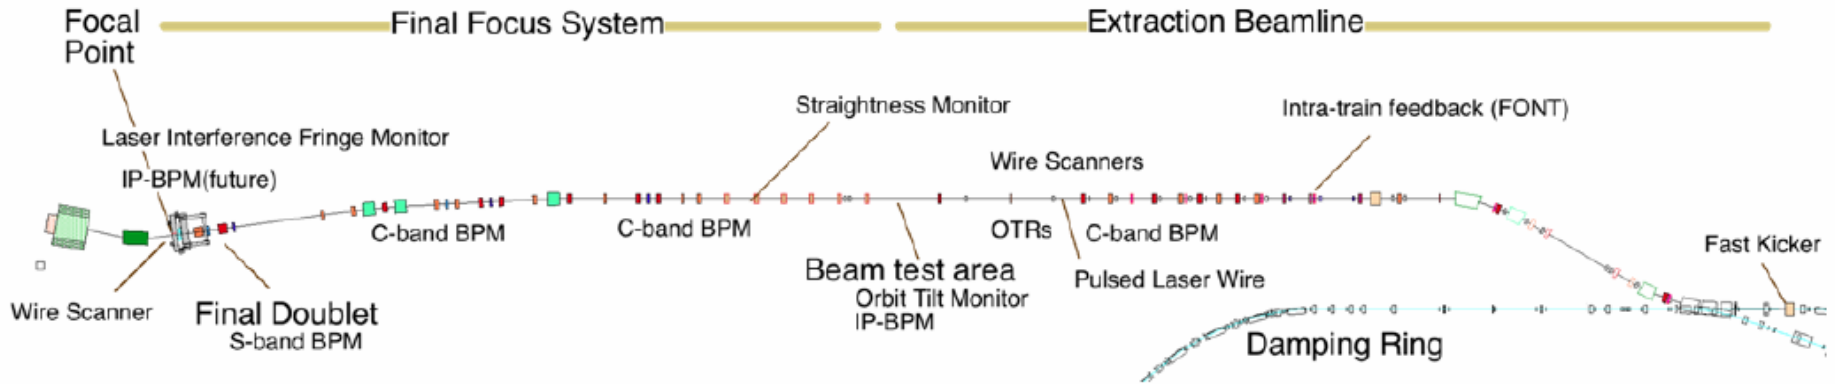 Focal
Point
Final Focus System
Extraction Beamline
Laser Interference Fringe Monitor
IP-BPM(future)
Straightness Monitor
Intra-train feedback (FONT)
Wire Scanners
C-band BPM
C-band BPM
OTRs
C-band BPM
Fast Kicker
Beam test area
Orbit Tilt Monitor
IP-BPM
Pulsed Laser Wire
Wire Scanner
Final Doublet
S-band BPM
Damping Ring